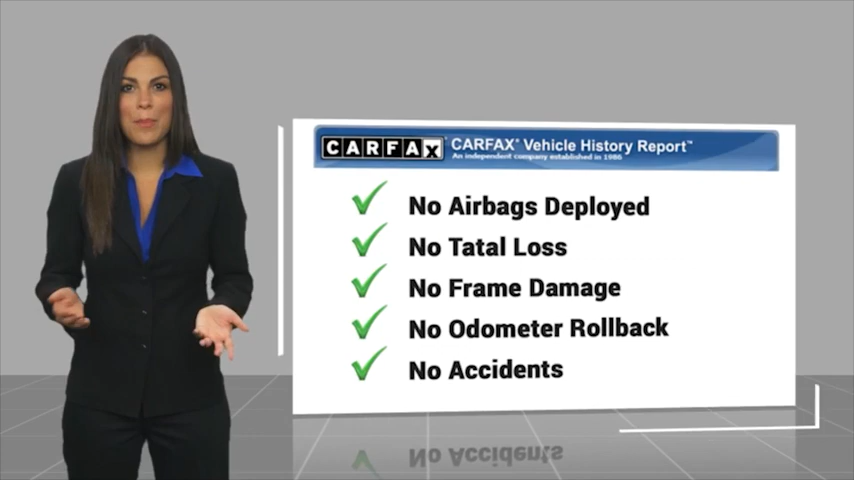 CARFAX CARFAX® Vehicle History Report™
An independent company established in 1986
No Airbags Deployed
No Tatal Loss
No Frame Damage
No Odometer Rollback
No Accidents
No Accidents